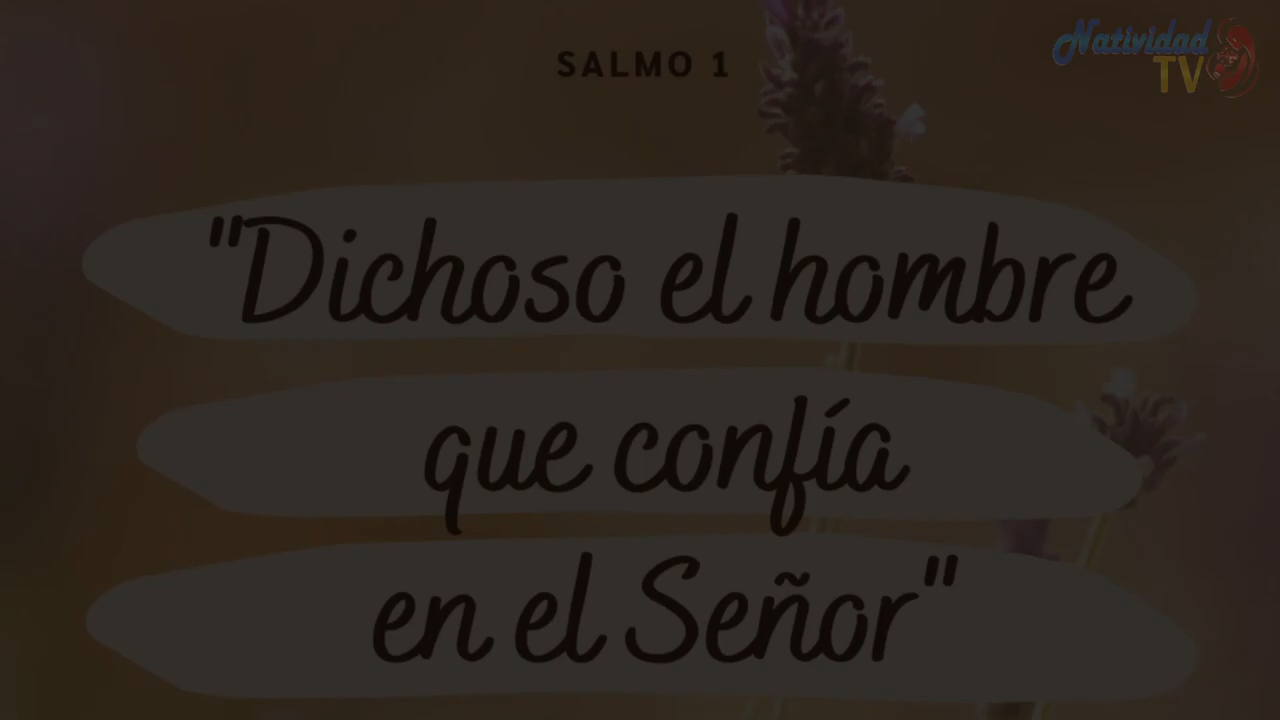 Natividad
TV
SALMO 1
"Dichoso el hombre
que confía
en el Señor"